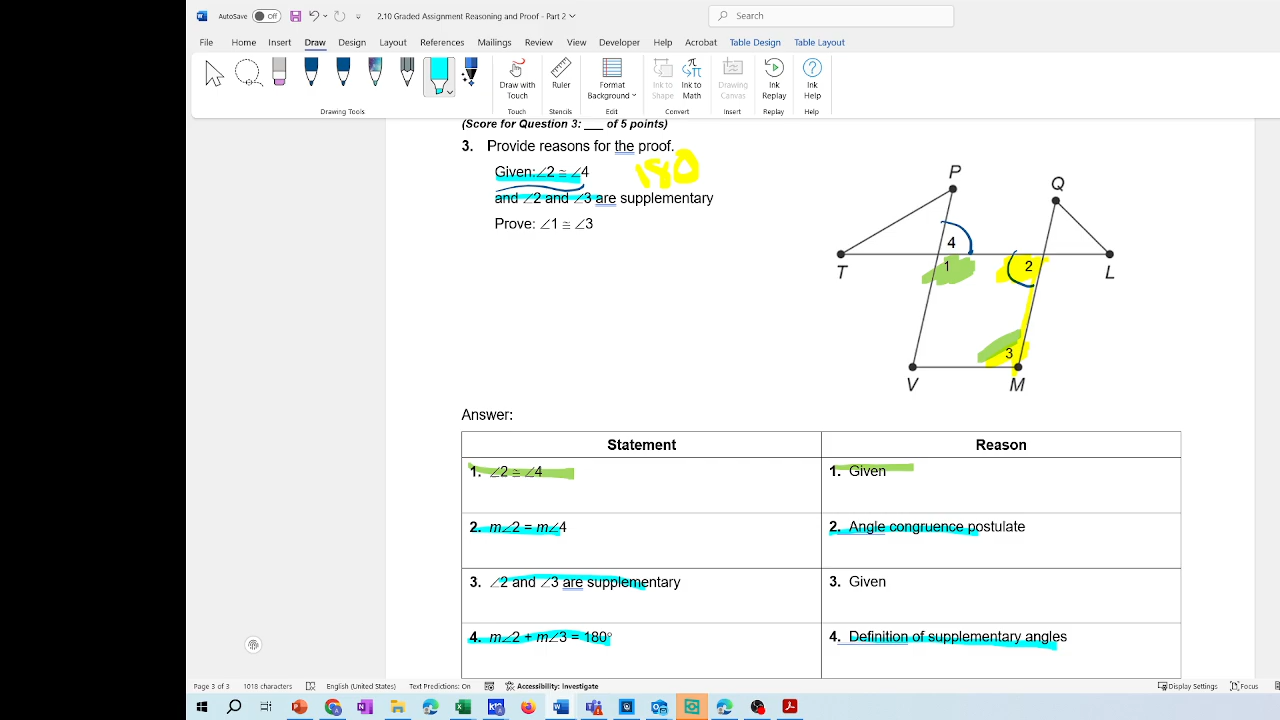 AutoSave Off 2.10 Graded Assignment Reasoning and Proof - Part 2 Search
File Home Insert Draw Design Layout References Mailings Review View Developer Help Acrobat Table Design Table Layout
Draw with Touch Ruler Format Background Ink to Shape Ink to Math Drawing Canvas Ink Replay Ink Help
Drawing Tools Touch Stencils Edit Convert Insert Replay Help
(Score for Question 3: ___ of 5 points)
3. Provide reasons for the proof.
Given:∠2 ≅ ∠4
180
and ∠2 and ∠3 are supplementary
Prove: ∠1 ≅ ∠3
P
Q
4
T 1 2 L
3
V M
Answer:
Statement Reason
1. ∠2 ≅ ∠4 1. Given
2. m∠2 = m∠4 2. Angle congruence postulate
3. ∠2 and ∠3 are supplementary 3. Given
4. m∠2 + m∠3 = 180° 4. Definition of supplementary angles
Page 3 of 3 1018 characters English (United States) Text Predictions: On Accessibility: Investigate Display Settings Focus